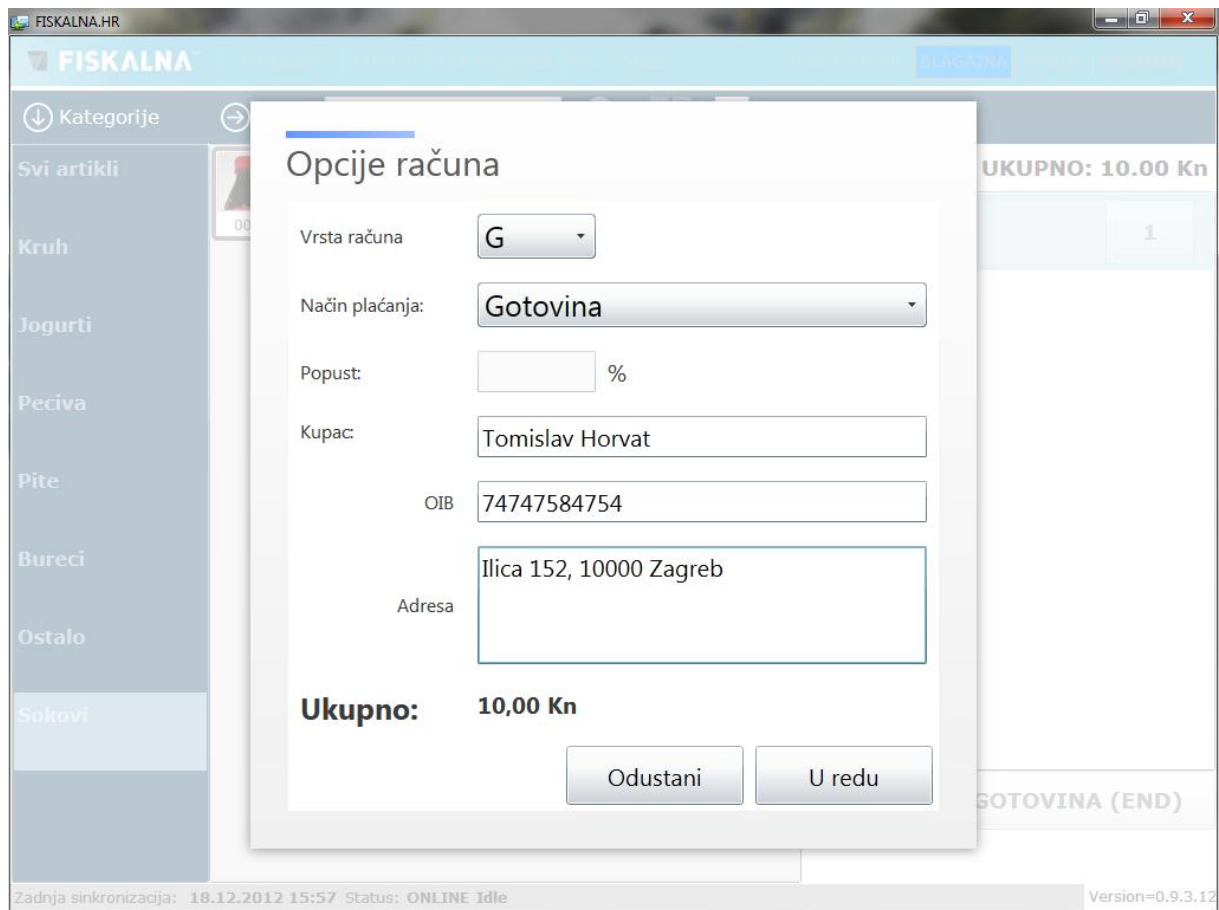 FISKALNA.HR
FISKALNA
BLAGAJNA
Kategorije
Svi artikli
UKUPNO: 10.00 Kn
00
1
Kruh
Jogurti
Peciva
Pite
Bureci
Ostalo
Sokovi
Opcije računa
Vrsta računa G
Način plaćanja: Gotovina
Popust: %
Kupac: Tomislav Horvat
OIB 74747584754
Adresa Ilica 152, 10000 Zagreb
Ukupno: 10,00 Kn
Odustani U redu
GOTOVINA (END)
Zadnja sinkronizacija: 18.12.2012 15:57 Status: ONLINE Idle
Version=0.9.3.12